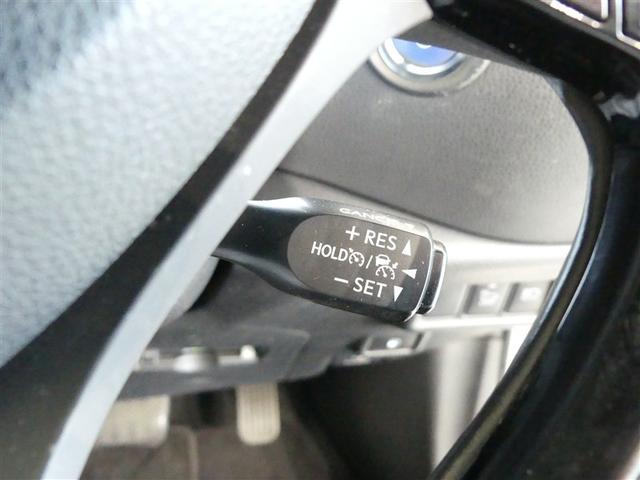 CANCEL
+ RES ▲
HOLD / ◀
− SET ▼